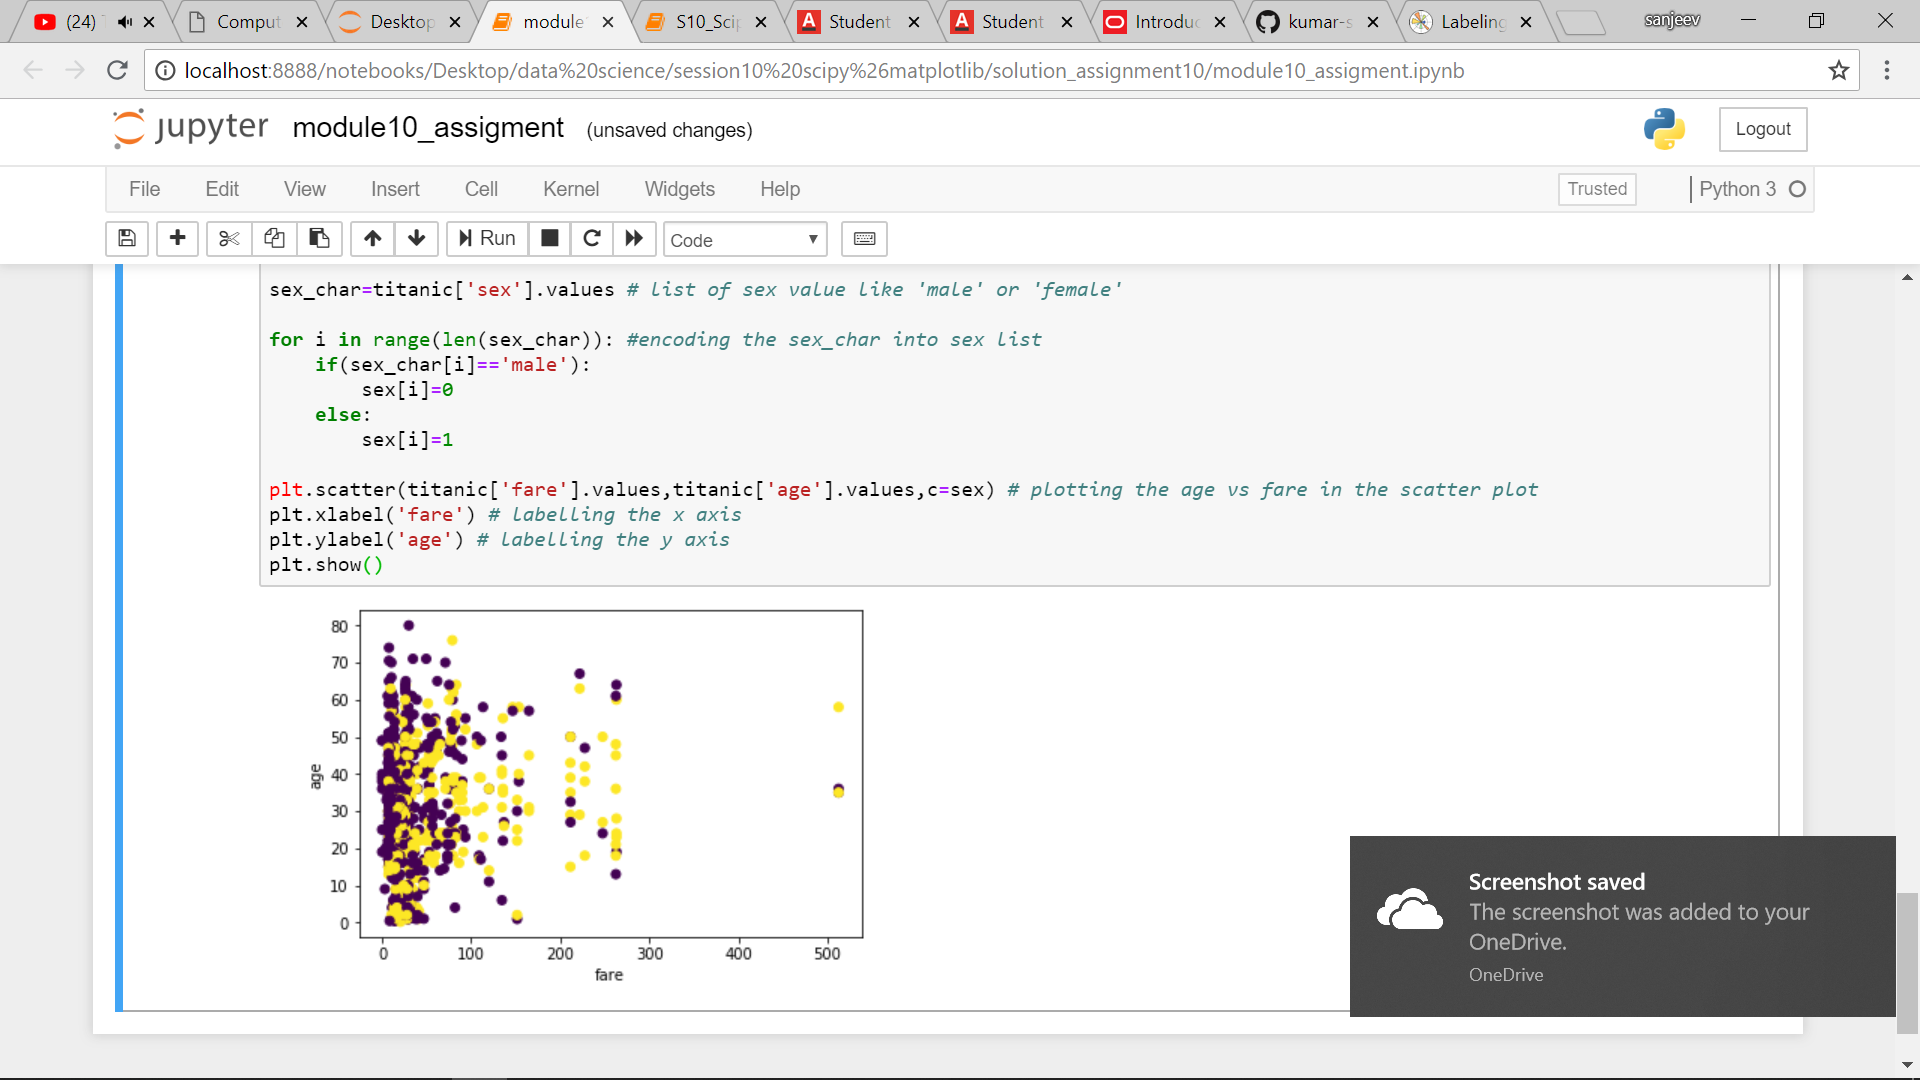 (24)
Comput
Desktop
module
S10_Sci
Student
Student
Introduc
kumar-s
Labeling
sanjeev
localhost:8888/notebooks/Desktop/data%20science/session10%20scipy%26matplotlib/solution_assignment10/module10_assigment.ipynb
jupyter module10_assigment (unsaved changes)
Logout
File Edit View Insert Cell Kernel Widgets Help
Trusted
Python 3
Run
Code
sex_char=titanic['sex'].values # list of sex value like 'male' or 'female'
for i in range(len(sex_char)): #encoding the sex_char into sex list
    if(sex_char[i]=='male'):
        sex[i]=0
    else:
        sex[i]=1
plt.scatter(titanic['fare'].values,titanic['age'].values,c=sex) # plotting the age vs fare in the scatter plot
plt.xlabel('fare') # labelling the x axis
plt.ylabel('age') # labelling the y axis
plt.show()
80
70
60
50
40
30
20
10
0
age
0 100 200 300 400 500
fare
Screenshot saved
The screenshot was added to your
OneDrive.
OneDrive